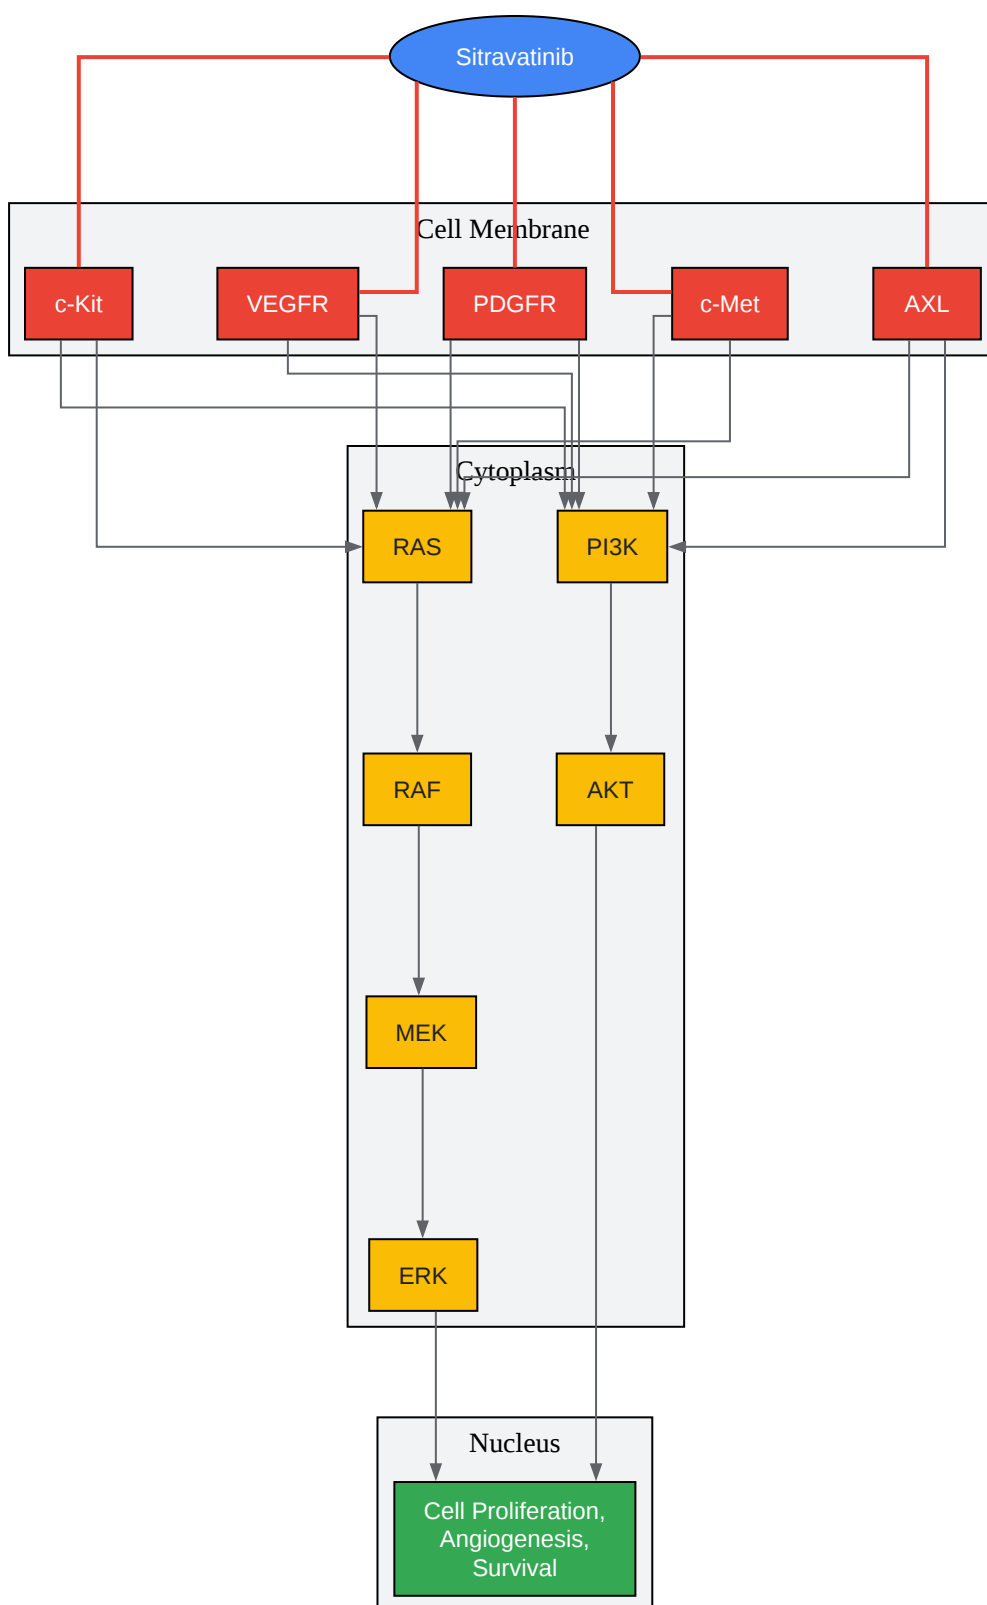 Sitravatinib
Cell Membrane
c-Kit
VEGFR
PDGFR
c-Met
AXL
Cytoplasm
RAS
PI3K
RAF
AKT
MEK
ERK
Nucleus
Cell Proliferation,
Angiogenesis,
Survival